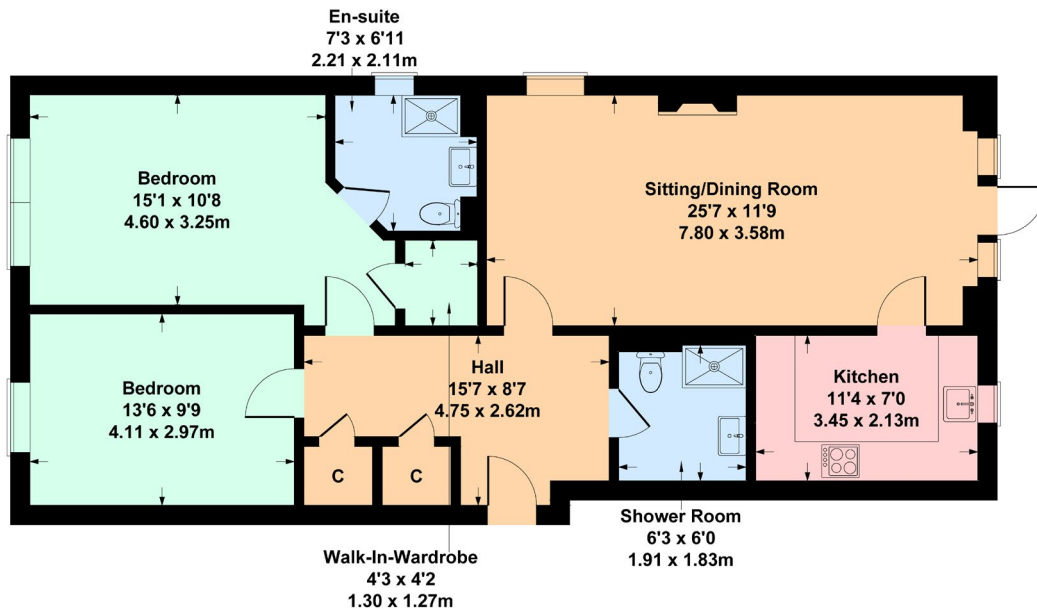 En-suite
7'3 x 6'11
2.21 x 2.11m
Bedroom
15'1 x 10'8
4.60 x 3.25m
Sitting/Dining Room
25'7 x 11'9
7.80 x 3.58m
Bedroom
13'6 x 9'9
4.11 x 2.97m
Hall
15'7 x 8'7
4.75 x 2.62m
Kitchen
11'4 x 7'0
3.45 x 2.13m
C
C
Shower Room
6'3 x 6'0
1.91 x 1.83m
Walk-In-Wardrobe
4'3 x 4'2
1.30 x 1.27m